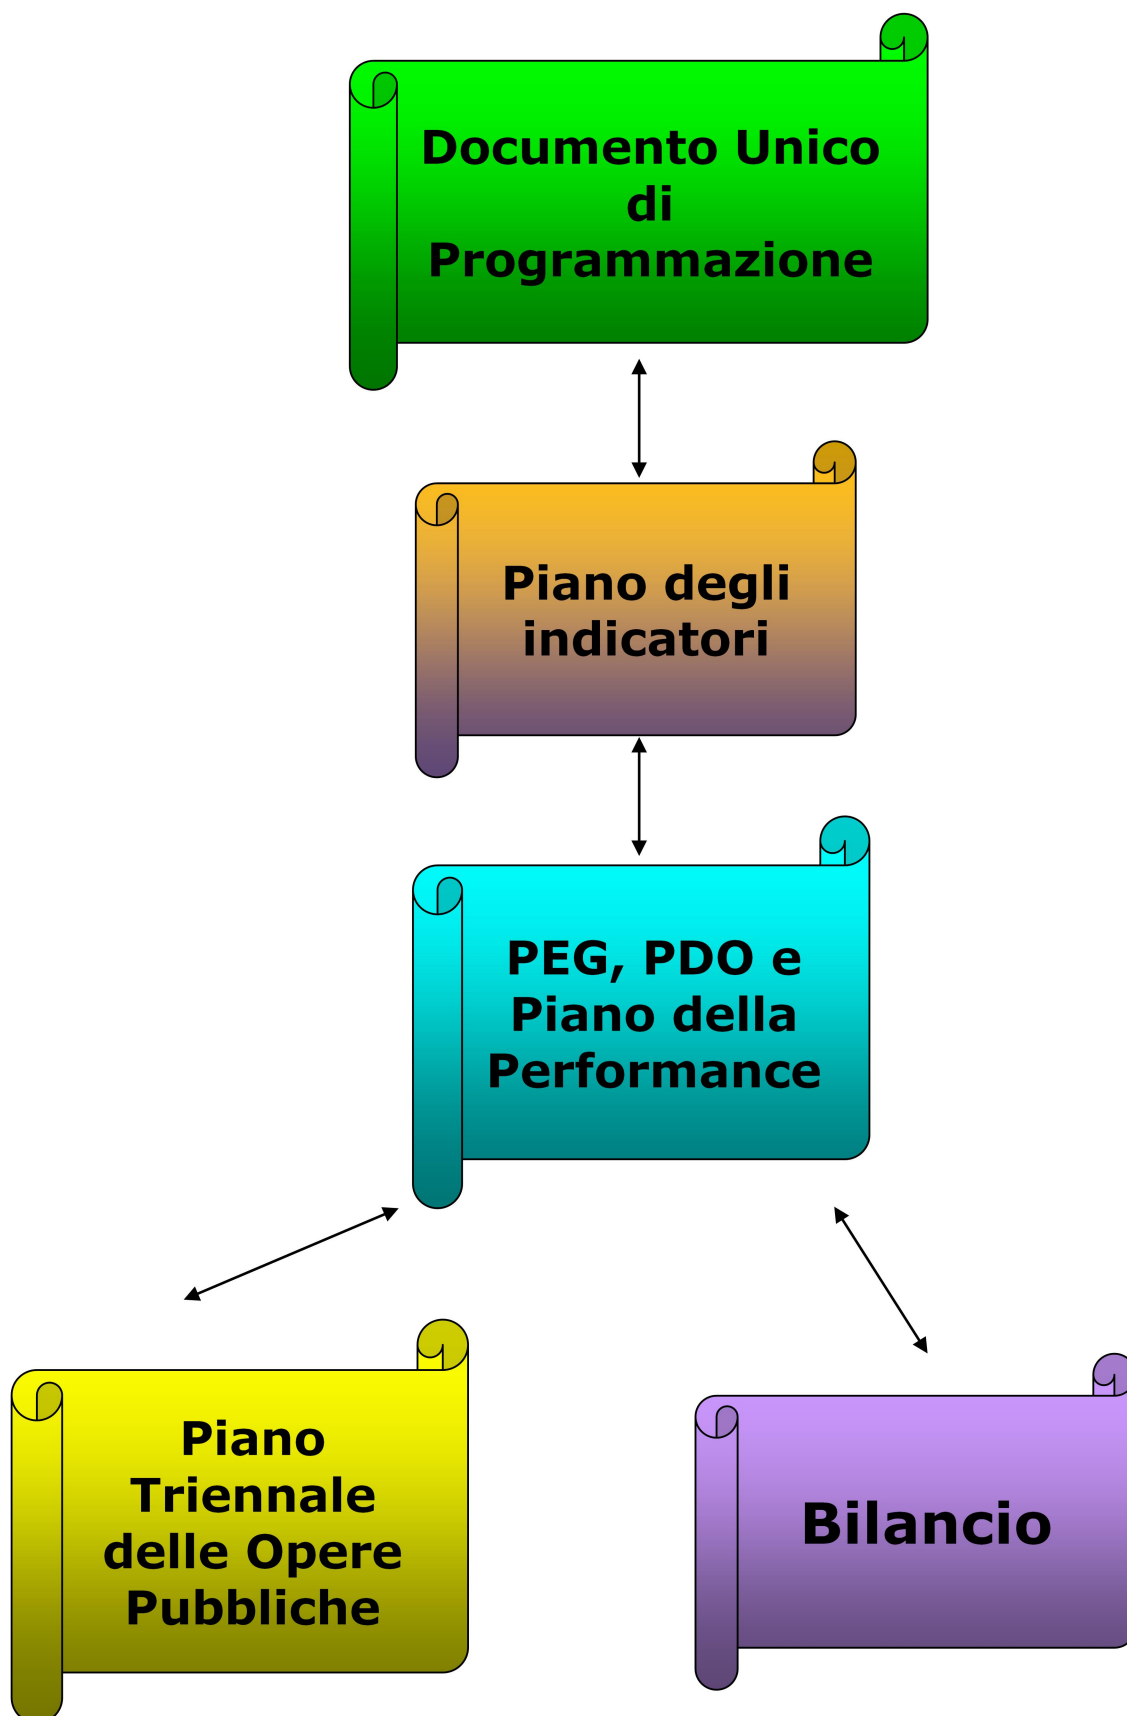 Documento Unico
di
Programmazione
Piano degli
indicatori
PEG, PDO e
Piano della
Performance
Piano
Triennale
delle Opere
Pubbliche
Bilancio